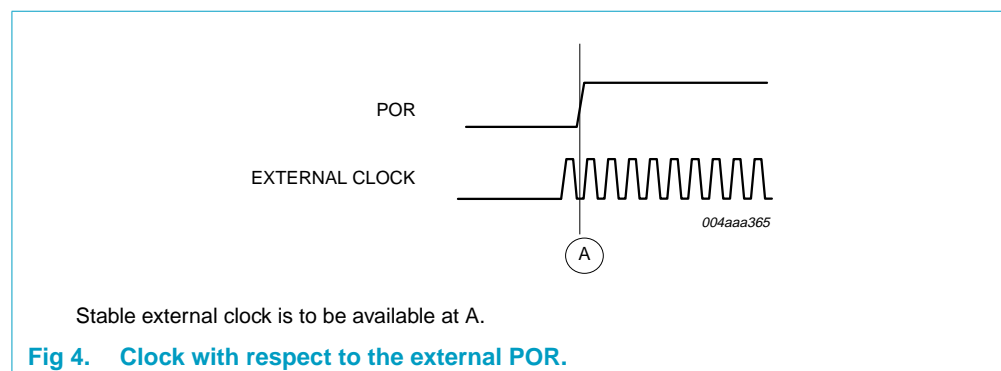 POR
EXTERNAL CLOCK
004aaa365
A
Stable external clock is to be available at A.
Fig 4. Clock with respect to the external POR.